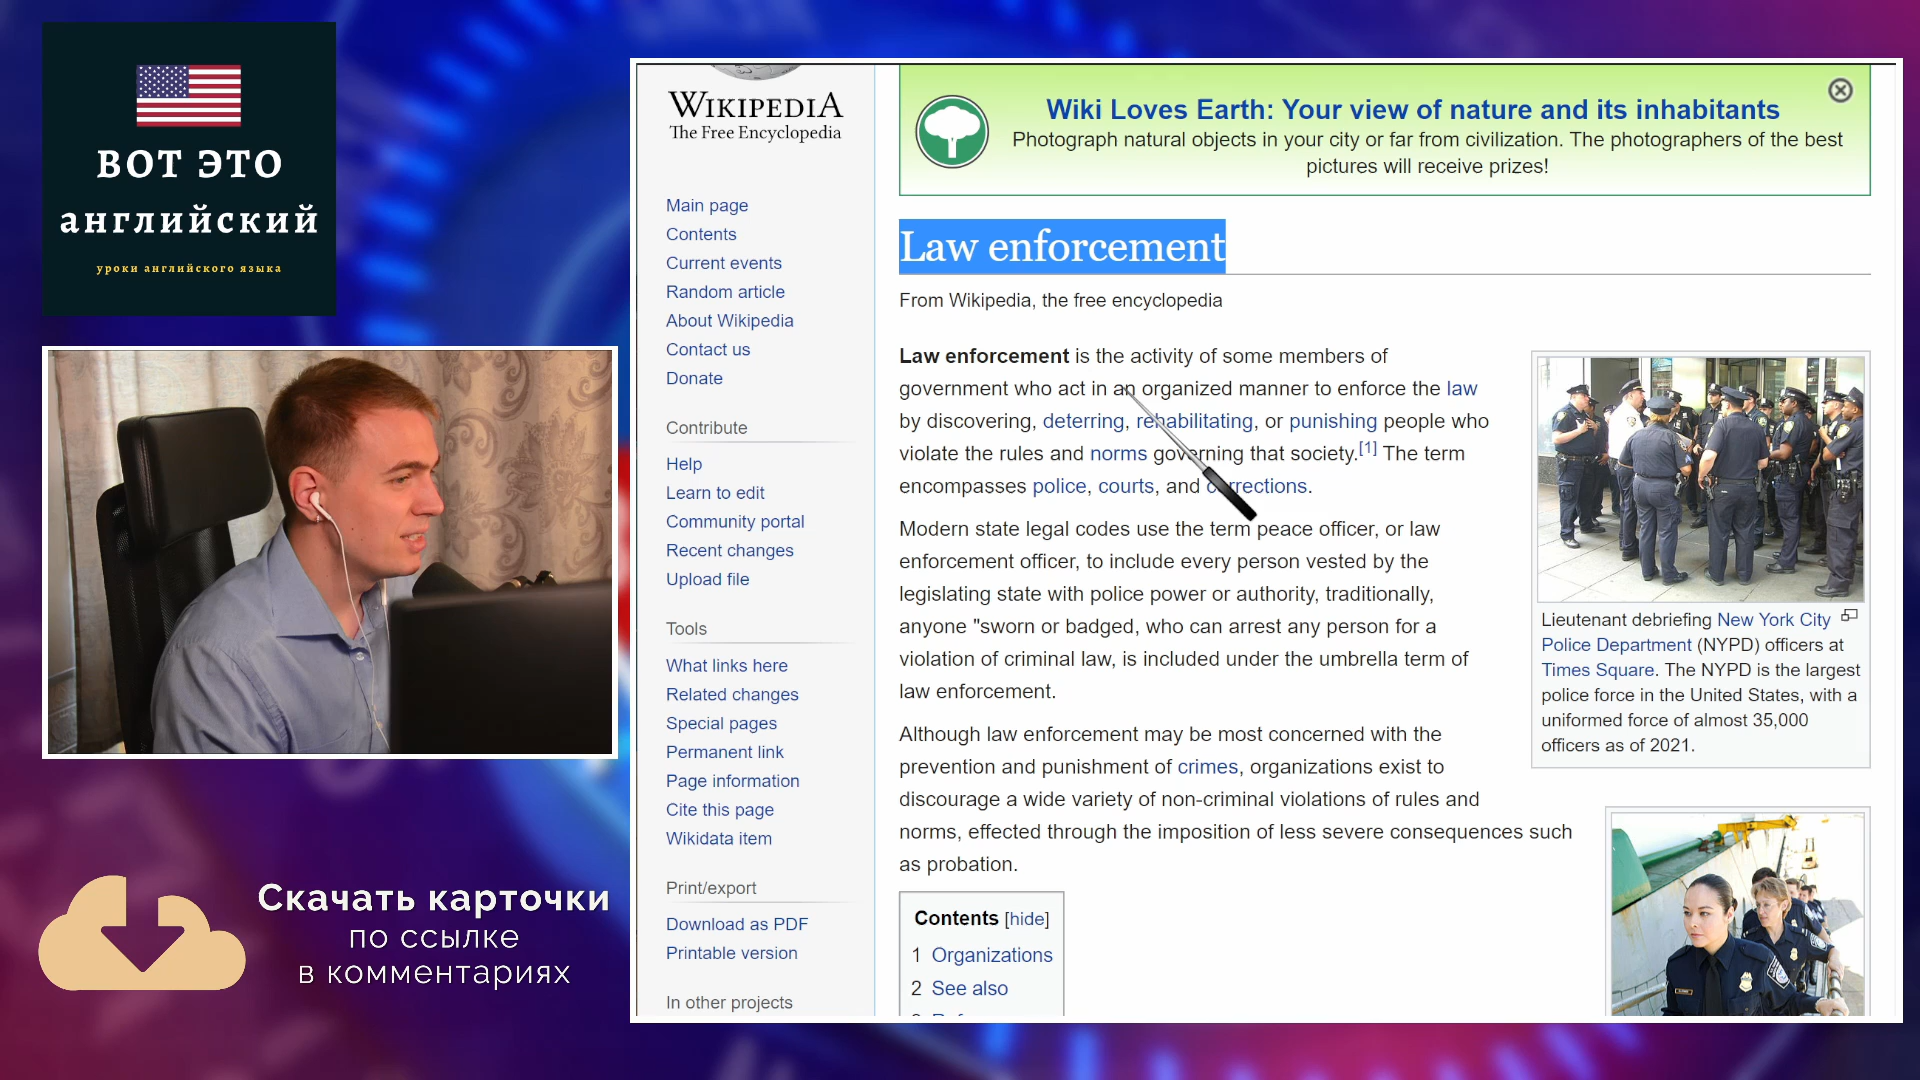 ВОТ ЭТО
английский
уроки английского языка
Скачать карточки
по ссылке
в комментариях
WIKIPEDIA
The Free Encyclopedia
Main page
Contents
Current events
Random article
About Wikipedia
Contact us
Donate
Contribute
Help
Learn to edit
Community portal
Recent changes
Upload file
Tools
What links here
Related changes
Special pages
Permanent link
Page information
Cite this page
Wikidata item
Print/export
Download as PDF
Printable version
In other projects
Wiki Loves Earth: Your view of nature and its inhabitants
Photograph natural objects in your city or far from civilization. The photographers of the best
pictures will receive prizes!
Law enforcement
From Wikipedia, the free encyclopedia
Law enforcement is the activity of some members of
government who act in an organized manner to enforce the law
by discovering, deterring, rehabilitating, or punishing people who
violate the rules and norms governing that society.[1] The term
encompasses police, courts, and corrections.
Modern state legal codes use the term peace officer, or law
enforcement officer, to include every person vested by the
legislating state with police power or authority, traditionally,
anyone "sworn or badged, who can arrest any person for a
violation of criminal law, is included under the umbrella term of
law enforcement.
Although law enforcement may be most concerned with the
prevention and punishment of crimes, organizations exist to
discourage a wide variety of non-criminal violations of rules and
norms, effected through the imposition of less severe consequences such
as probation.
Contents [hide]
1 Organizations
2 See also
Lieutenant debriefing New York City
Police Department (NYPD) officers at
Times Square. The NYPD is the largest
police force in the United States, with a
uniformed force of almost 35,000
officers as of 2021.